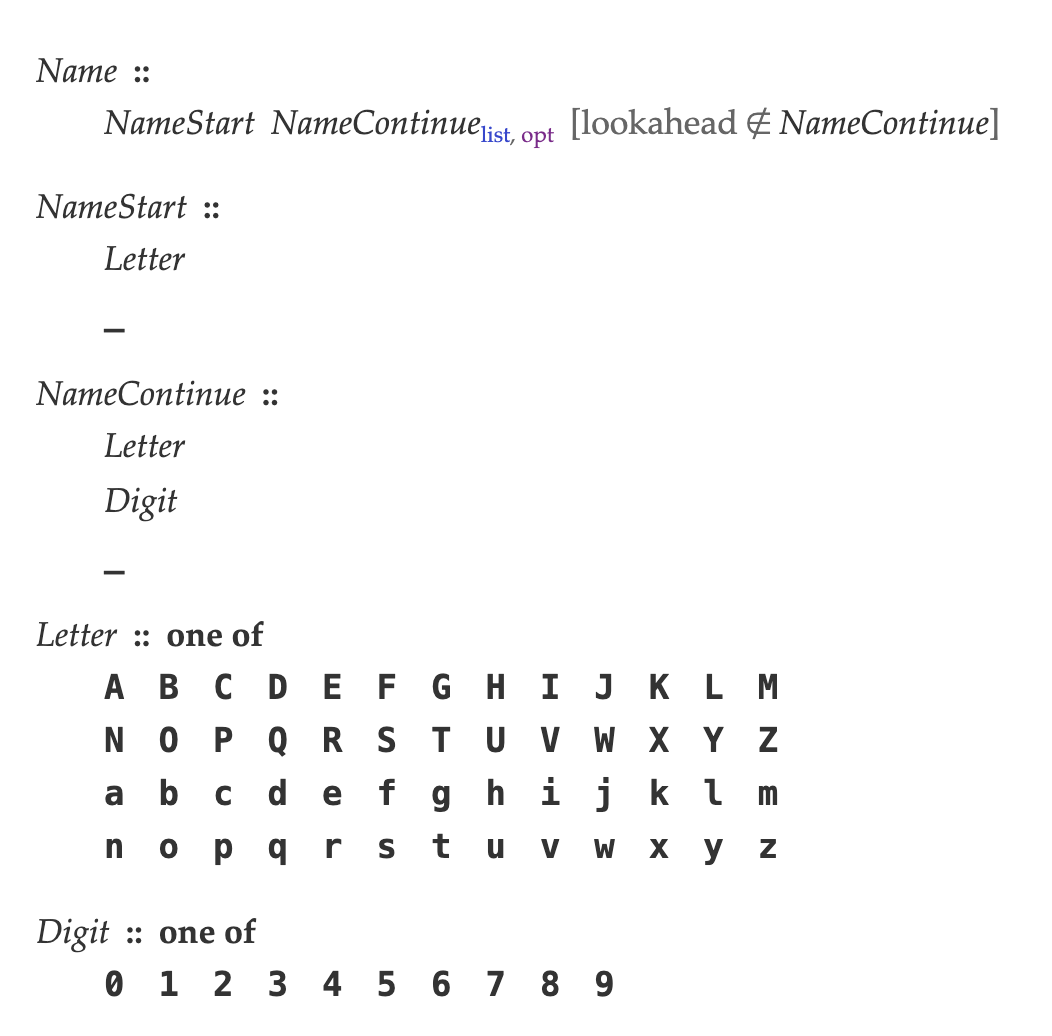 Name ::
NameStart NameContinue list, opt [lookahead ∉ NameContinue]
NameStart ::
Letter
_
NameContinue ::
Letter
Digit
_
Letter :: one of
A B C D E F G H I J K L M
N O P Q R S T U V W X Y Z
a b c d e f g h i j k l m
n o p q r s t u v w x y z
Digit :: one of
0 1 2 3 4 5 6 7 8 9